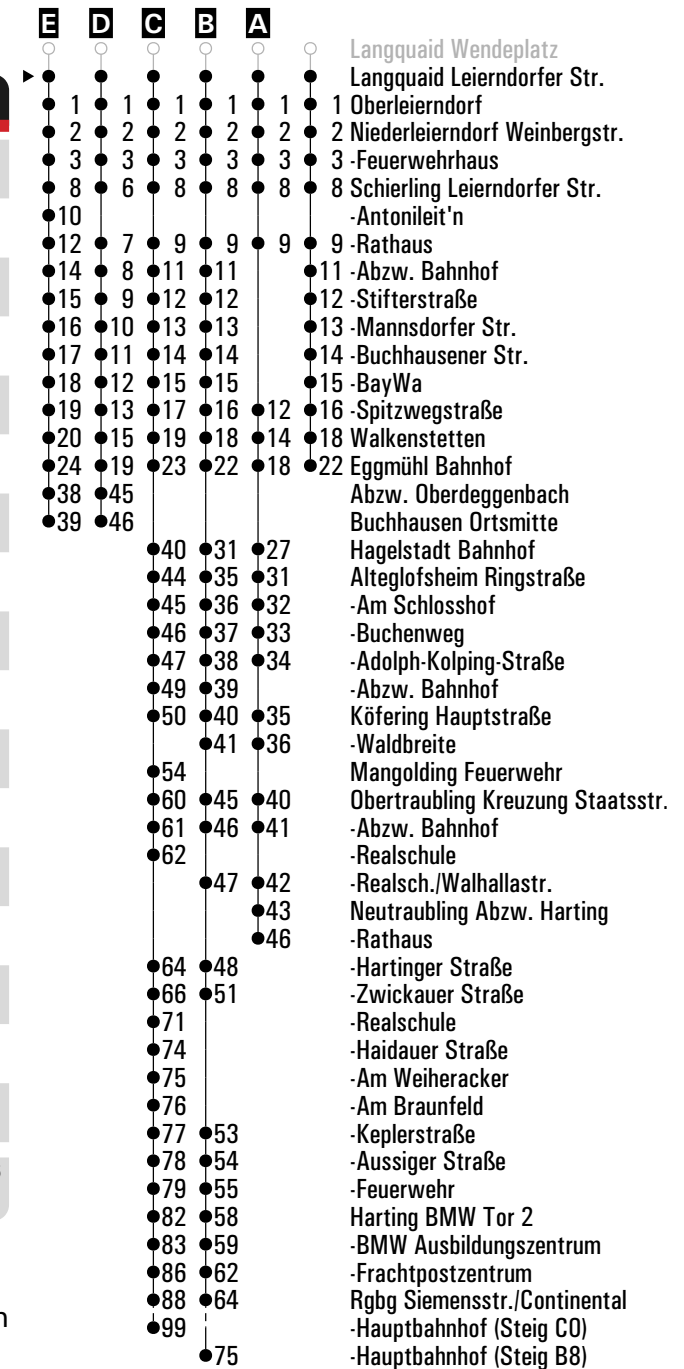 E D C B A
Langquaid Wendeplatz
Langquaid Leierndorfer Str.
1 1 1 1 1 1 Oberleierndorf
2 2 2 2 2 2 Niederleierndorf Weinbergstr.
3 3 3 3 3 3 -Feuerwehrhaus
8 6 8 8 8 8 Schierling Leierndorfer Str.
10 -Antonileit'n
12 7 9 9 9 9 -Rathaus
14 8 11 11 11 -Abzw. Bahnhof
15 9 12 12 12 -Stifterstraße
16 10 13 13 13 -Mannsdorfer Str.
17 11 14 14 14 -Buchhausener Str.
18 12 15 15 15 -BayWa
19 13 17 16 12 16 -Spitzwegstraße
20 15 19 18 14 18 Walkenstetten
24 19 23 22 18 22 Eggmühl Bahnhof
38 45 Abzw. Oberdeggenbach
39 46 Buchhausen Ortsmitte
40 31 27 Hagelstadt Bahnhof
44 35 31 Alteglofsheim Ringstraße
45 36 32 -Am Schlosshof
46 37 33 -Buchenweg
47 38 34 -Adolph-Kolping-Straße
49 39 -Abzw. Bahnhof
50 40 35 Köfering Hauptstraße
41 36 -Waldbreite
54 Mangolding Feuerwehr
60 45 40 Obertraubling Kreuzung Staatsstr.
61 46 41 -Abzw. Bahnhof
62 -Realschule
47 42 -Realsch./Walhallastr.
43 Neutraubling Abzw. Harting
46 -Rathaus
64 48 -Hartinger Straße
66 51 -Zwickauer Straße
71 -Realschule
74 -Haidauer Straße
75 -Am Weiheracker
76 -Am Braunfeld
77 53 -Keplerstraße
78 54 -Aussiger Straße
79 55 -Feuerwehr
82 58 Harting BMW Tor 2
83 59 -BMW Ausbildungszentrum
86 62 -Frachtpostzentrum
88 64 Rgbg Siemensstr./Continental
99 -Hauptbahnhof (Steig C0)
75 -Hauptbahnhof (Steig B8)